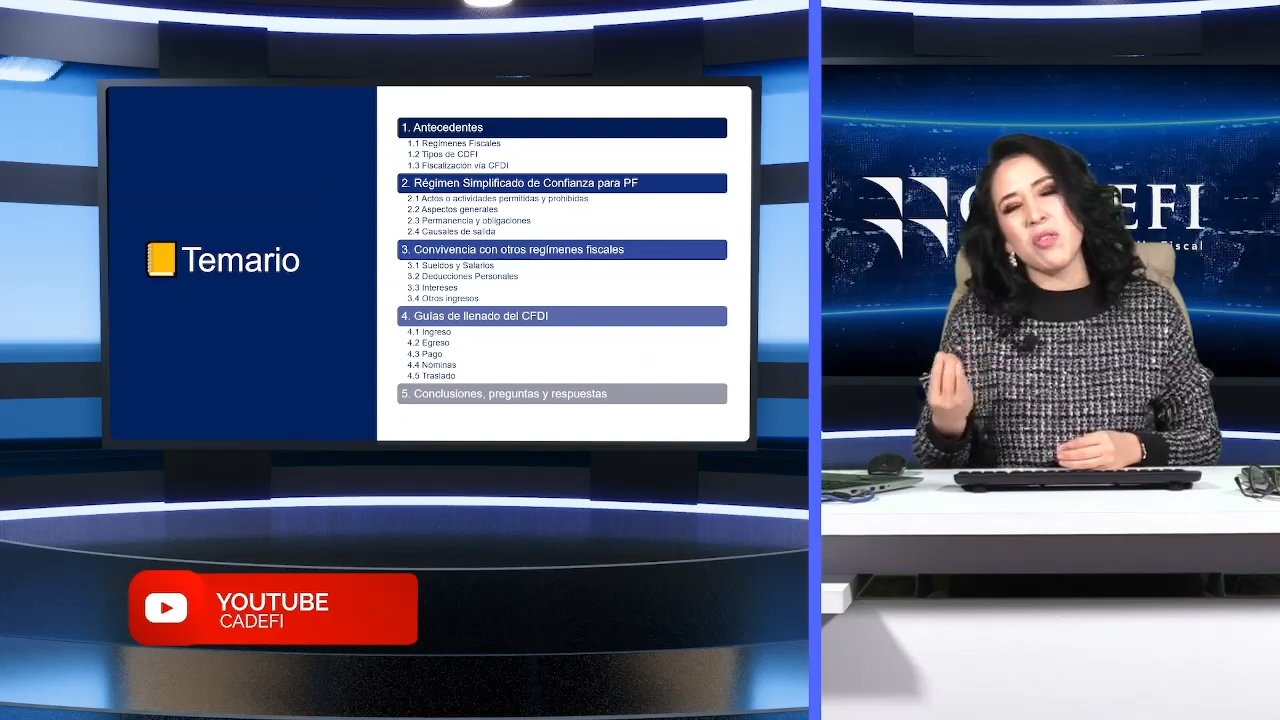 Temario
1. Antecedentes
1.1 Regímenes Fiscales
1.2 Tipos de CDFI
1.3 Fiscalización vía CFDI
2. Régimen Simplificado de Confianza para PF
2.1 Actos o actividades permitidas y prohibidas
2.2 Aspectos generales
2.3 Permanencia y obligaciones
2.4 Causales de salida
3. Convivencia con otros regímenes fiscales
3.1 Sueldos y Salarios
3.2 Deducciones Personales
3.3 Intereses
3.4 Otros ingresos
4. Guías de llenado del CFDI
4.1 Ingreso
4.2 Egreso
4.3 Pago
4.4 Nóminas
4.5 Traslado
5. Conclusiones, preguntas y respuestas
YOUTUBE
CADEFI